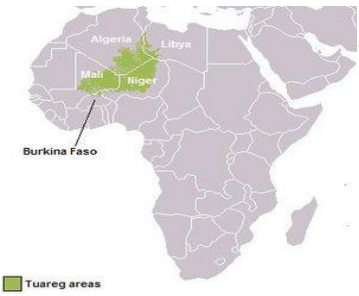 Algeria
Libya
Mali
Niger
Burkina Faso
Tuareg areas